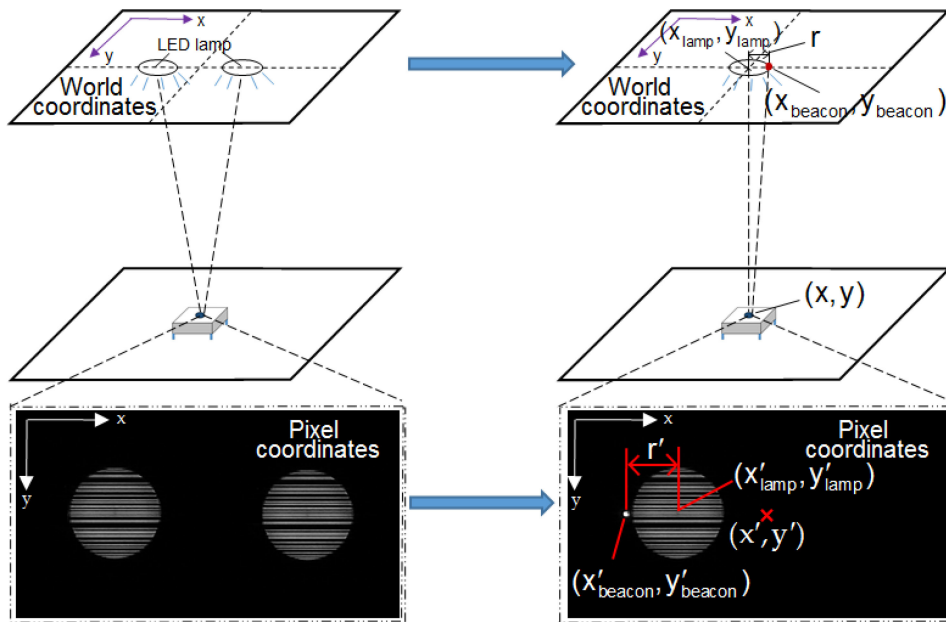 x
y
LED lamp
World
coordinates
x
y
(x_lamp, y_lamp)
r
World
coordinates
(x_beacon, y_beacon)
(x,y)
x
y
Pixel
coordinates
x
y
Pixel
coordinates
r′
(x′_lamp, y′_lamp)
(x′,y′)
(x′_beacon, y′_beacon)